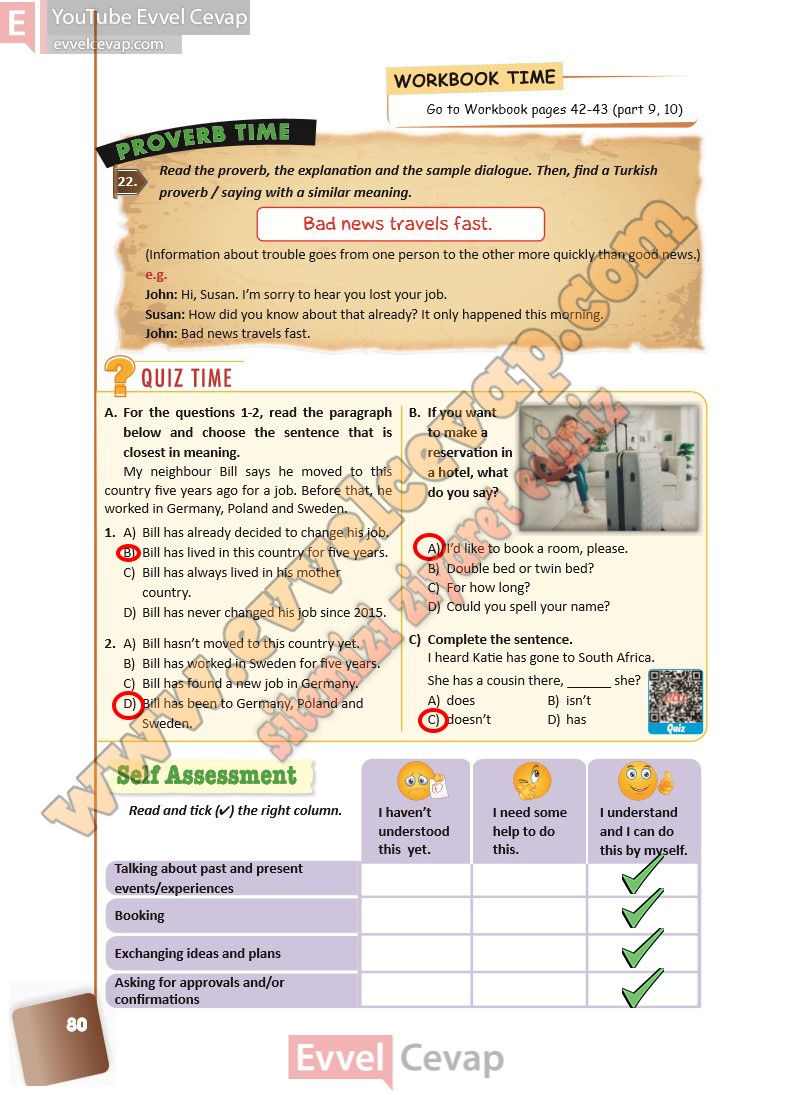 E YouTube Evvel Cevap
evvelcevap.com
WORKBOOK TIME
Go to Workbook pages 42-43 (part 9, 10)
PROVERB TIME
22.
Read the proverb, the explanation and the sample dialogue. Then, find a Turkish
proverb / saying with a similar meaning.
Bad news travels fast.
(Information about trouble goes from one person to the other more quickly than good news.)
e.g.
John: Hi, Susan. I'm sorry to hear you lost your job.
Susan: How did you know about that already? It only happened this morning.
John: Bad news travels fast.
? QUIZ TIME
A. For the questions 1-2, read the paragraph
below and choose the sentence that is
closest in meaning.
My neighbour Bill says he moved to this
country five years ago for a job. Before that, he
worked in Germany, Poland and Sweden.
1. A) Bill has already decided to change his job.
B) Bill has lived in this country for five years.
C) Bill has always lived in his mother
country.
D) Bill has never changed his job since 2015.
2. A) Bill hasn't moved to this country yet.
B) Bill has worked in Sweden for five years.
C) Bill has found a new job in Germany.
D) Bill has been to Germany, Poland and
Sweden.
B. If you want
to make a
reservation in
a hotel, what
do you say?
A) I'd like to book a room, please.
B) Double bed or twin bed?
C) For how long?
D) Could you spell your name?
C) Complete the sentence.
I heard Katie has gone to South Africa.
She has a cousin there, ______ she?
A) does B) isn't
C) doesn't D) has
Quiz
www.evvelcevap.com
sitemizi ziyaret ediniz
Self Assessment
Read and tick (✔) the right column.
I haven't
understood
this yet.
I need some
help to do
this.
I understand
and I can do
this by myself.
Talking about past and present
events/experiences
Booking
Exchanging ideas and plans
Asking for approvals and/or
confirmations
80
Evvel Cevap